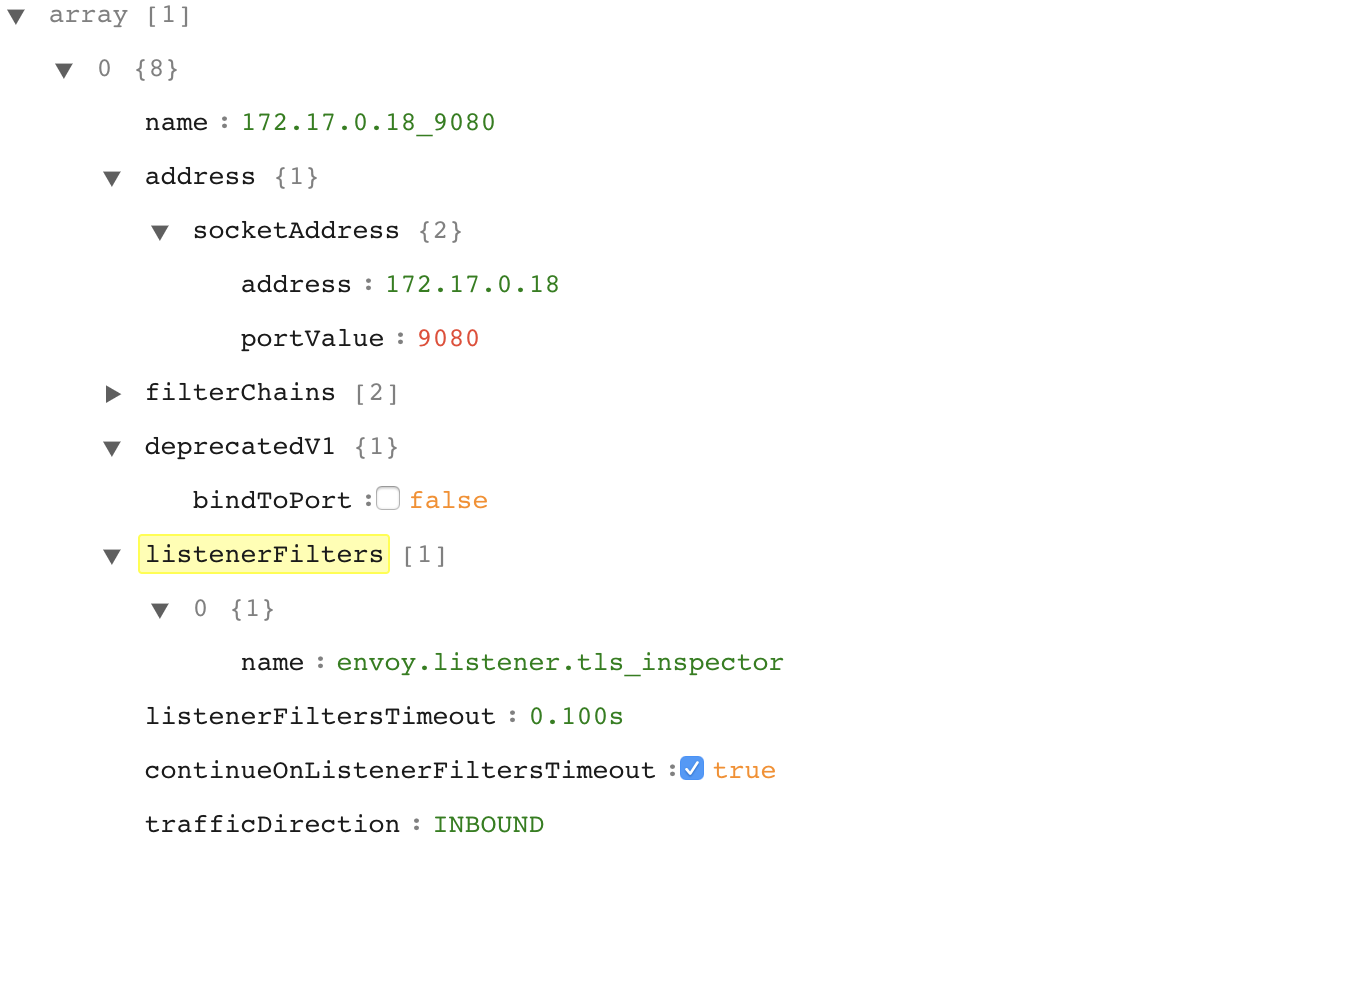 array [1]
0 {8}
name : 172.17.0.18_9080
address {1}
socketAddress {2}
address : 172.17.0.18
portValue : 9080
filterChains [2]
deprecatedV1 {1}
bindToPort : false
listenerFilters [1]
0 {1}
name : envoy.listener.tls_inspector
listenerFiltersTimeout : 0.100s
continueOnListenerFiltersTimeout : true
trafficDirection : INBOUND